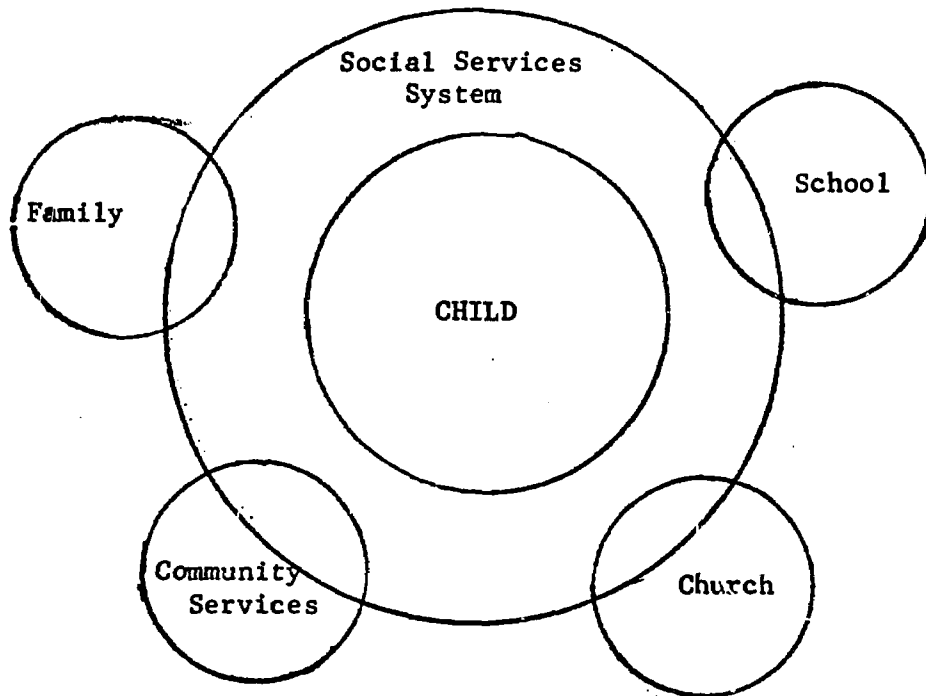 Social Services
System
School
Family
CHILD
Community
Services
Church